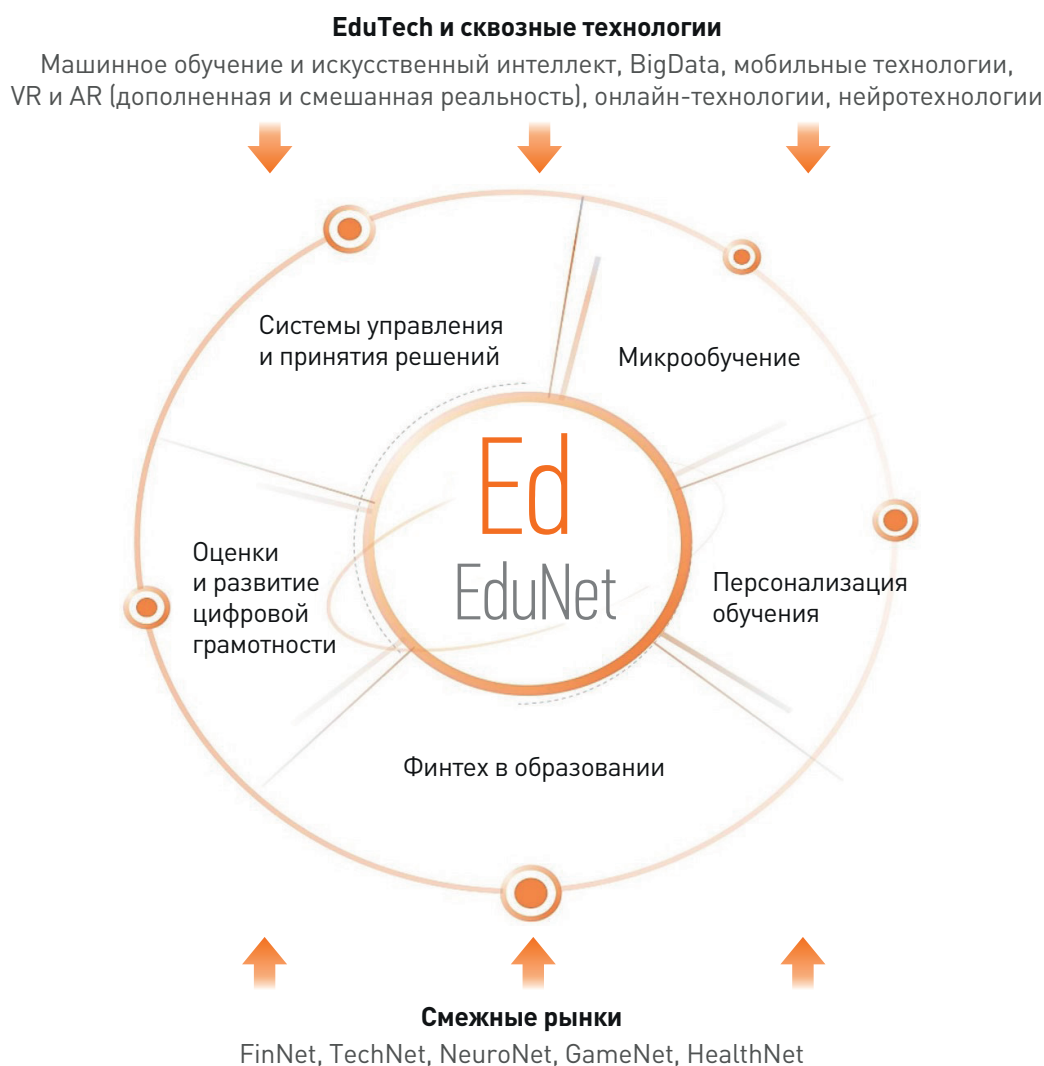 EduTech и сквозные технологии
Машинное обучение и искусственный интеллект, BigData, мобильные технологии,
VR и AR (дополненная и смешанная реальность), онлайн-технологии, нейротехнологии
Системы управления
и принятия решений
Микрообучение
Ed
EduNet
Оценки
и развитие
цифровой
грамотности
Персонализация
обучения
Финтех в образовании
Смежные рынки
FinNet, TechNet, NeuroNet, GameNet, HealthNet